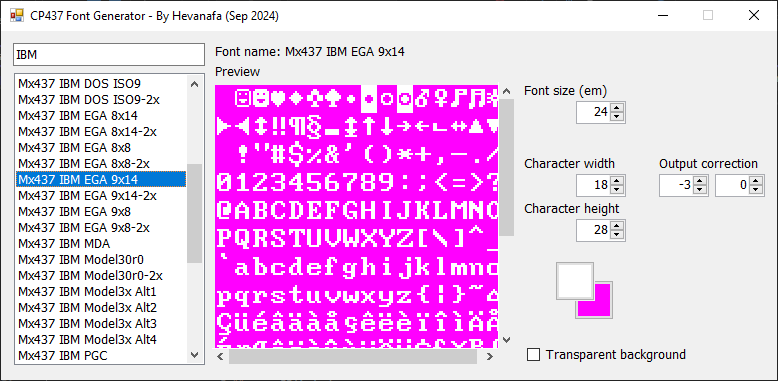 CP437 Font Generator - By Hevanafa (Sep 2024)
IBM
Font name: Mx437 IBM EGA 9x14
Preview
Mx437 IBM DOS ISO9
Mx437 IBM DOS ISO9-2x
Mx437 IBM EGA 8x14
Mx437 IBM EGA 8x14-2x
Mx437 IBM EGA 8x8
Mx437 IBM EGA 8x8-2x
Mx437 IBM EGA 9x14
Mx437 IBM EGA 9x14-2x
Mx437 IBM EGA 9x8
Mx437 IBM EGA 9x8-2x
Mx437 IBM MDA
Mx437 IBM Model30r0
Mx437 IBM Model30r0-2x
Mx437 IBM Model3x Alt1
Mx437 IBM Model3x Alt2
Mx437 IBM Model3x Alt3
Mx437 IBM Model3x Alt4
Mx437 IBM PGC
☺☻♥♦♣♠•◘○◙♂♀♪♫☼
►◄↕‼¶§▬↨↑↓→←∟↔▲▼
!"#$%&'()*+,-./
0123456789:;<=>?
@ABCDEFGHIJKLMNO
PQRSTUVWXYZ[\]^_
`abcdefghijklmno
pqrstuvwxyz{|}~⌂
ÇüéâäàåçêëèïîìÄÅ
Font size (em)
24
Character width
18
Output correction
-3
0
Character height
28
Transparent background